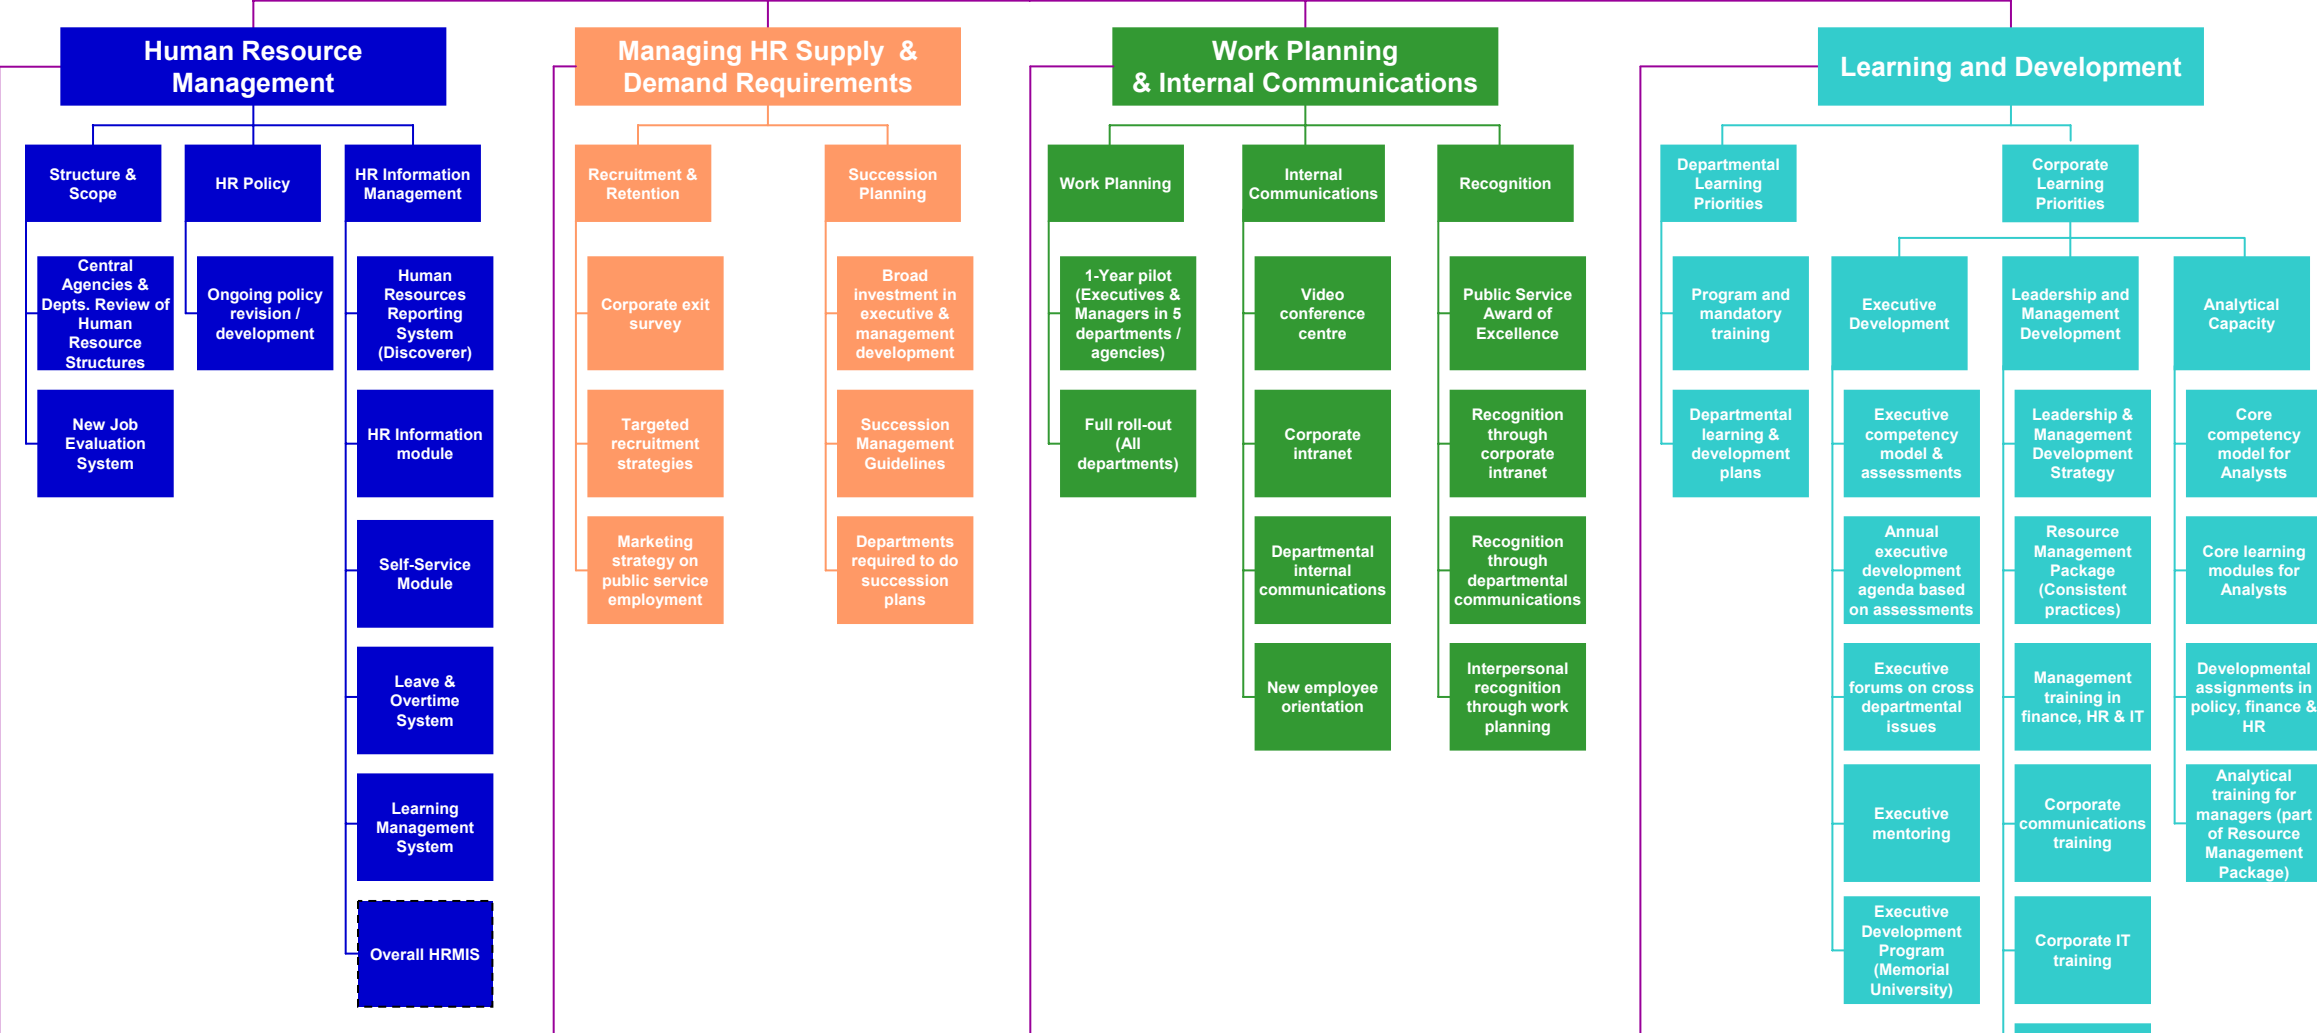 Human Resource
Management
Managing HR Supply  &
Demand Requirements
Work Planning
& Internal Communications
Learning and Development
Structure &
Scope
HR Policy
HR Information
Management
Recruitment &
Retention
Succession
Planning
Work Planning
Internal
Communications
Recognition
Departmental
Learning
Priorities
Corporate
Learning
Priorities
Central
Agencies &
Depts. Review of
Human
Resource
Structures
Ongoing policy
revision /
development
Human
Resources
Reporting
System
(Discoverer)
Corporate exit
survey
Broad
investment in
executive &
management
development
1-Year pilot
(Executives &
Managers in 5
departments /
agencies)
Video
conference
centre
Public Service
Award of
Excellence
Program and
mandatory
training
Executive
Development
Leadership and
Management
Development
Analytical
Capacity
New Job
Evaluation
System
HR Information
module
Targeted
recruitment
strategies
Succession
Management
Guidelines
Full roll-out
(All
departments)
Corporate
intranet
Recognition
through
corporate
intranet
Departmental
learning &
development
plans
Executive
competency
model &
assessments
Leadership &
Management
Development
Strategy
Core
competency
model for
Analysts
Self-Service
Module
Marketing
strategy on
public service
employment
Departments
required to do
succession
plans
Departmental
internal
communications
Recognition
through
departmental
communications
Annual
executive
development
agenda based
on assessments
Resource
Management
Package
(Consistent
practices)
Core learning
modules for
Analysts
Leave &
Overtime
System
New employee
orientation
Interpersonal
recognition
through work
planning
Executive
forums on cross
departmental
issues
Management
training in
finance, HR & IT
Developmental
assignments in
policy, finance &
HR
Learning
Management
System
Executive
mentoring
Corporate
communications
training
Analytical
training for
managers (part
of Resource
Management
Package)
Overall HRMIS
Executive
Development
Program
(Memorial
University)
Corporate IT
training